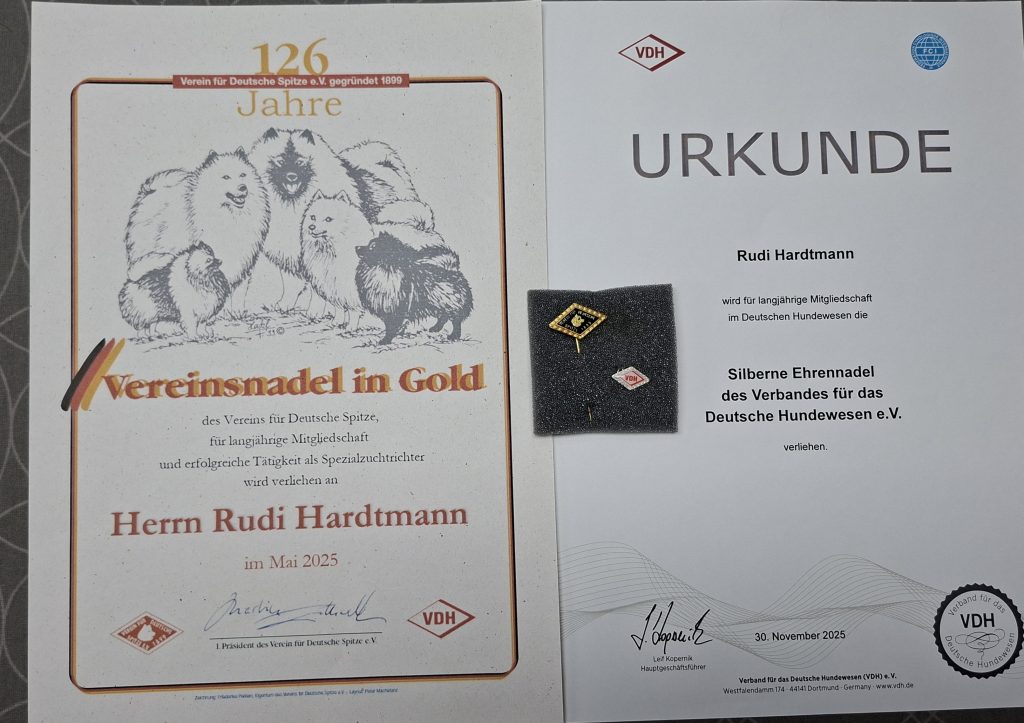 126
Verein für Deutsche Spitze e.V. gegründet 1899
Jahre
Vereinsnadel in Gold
des Vereins für Deutsche Spitze,
für langjährige Mitgliedschaft
und erfolgreiche Tätigkeit als Spezialzuchtrichter
wird verliehen an
Herrn Rudi Hardtmann
im Mai 2025
VDH
1. Präsident des Verein für Deutsche Spitze e.V.
VDH
FCI
URKUNDE
Rudi Hardtmann
wird für langjährige Mitgliedschaft
im Deutschen Hundewesen die
Silberne Ehrennadel
des Verbandes für das
Deutsche Hundewesen e.V.
verliehen.
VDH
Leif Kopernik
Hauptgeschäftsführer
30. November 2025
Verband für das
VDH
Deutsche Hundewesen
Verband für das Deutsche Hundewesen (VDH) e.V.
Westfalendamm 174 · 44141 Dortmund · Germany · www.vdh.de